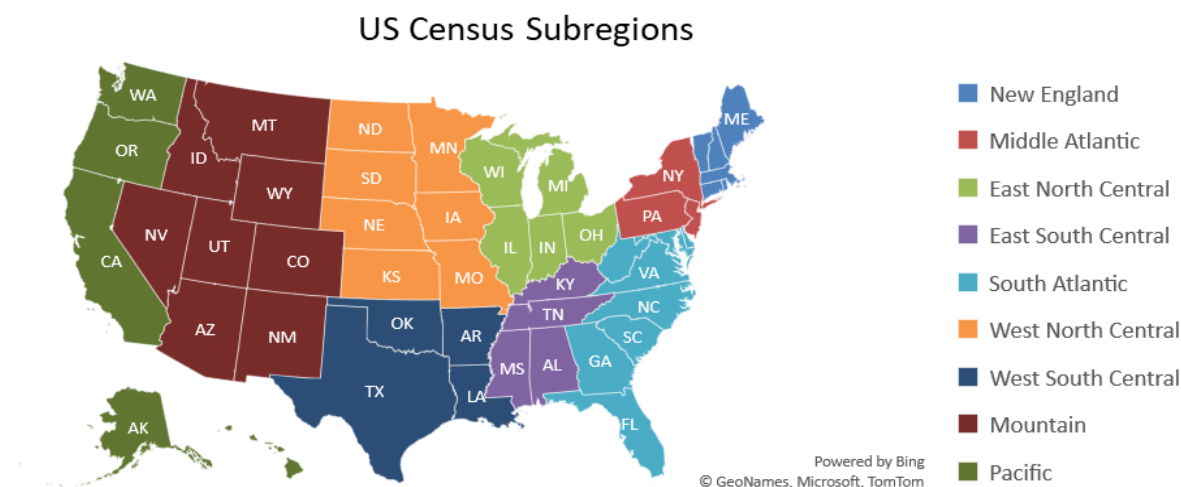 US Census Subregions
WA
OR
CA
AK
ID
NV
MT
WY
UT
CO
AZ
NM
ND
SD
NE
KS
MN
IA
MO
OK
TX
AR
LA
WI
MI
IL
IN
OH
KY
TN
MS
AL
NY
PA
ME
VA
NC
SC
GA
FL
New England
Middle Atlantic
East North Central
East South Central
South Atlantic
West North Central
West South Central
Mountain
Pacific
Powered by Bing
© GeoNames, Microsoft, TomTom